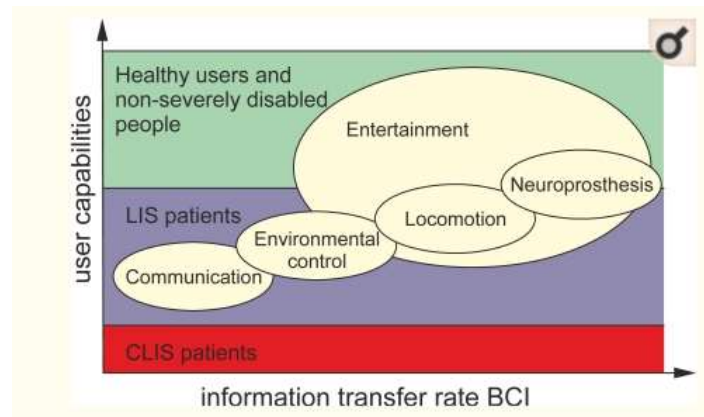 Healthy users and
non-severely disabled
people
Entertainment
Neuroprosthesis
LIS patients
Locomotion
Environmental
control
Communication
CLIS patients
user capabilities
information transfer rate BCI